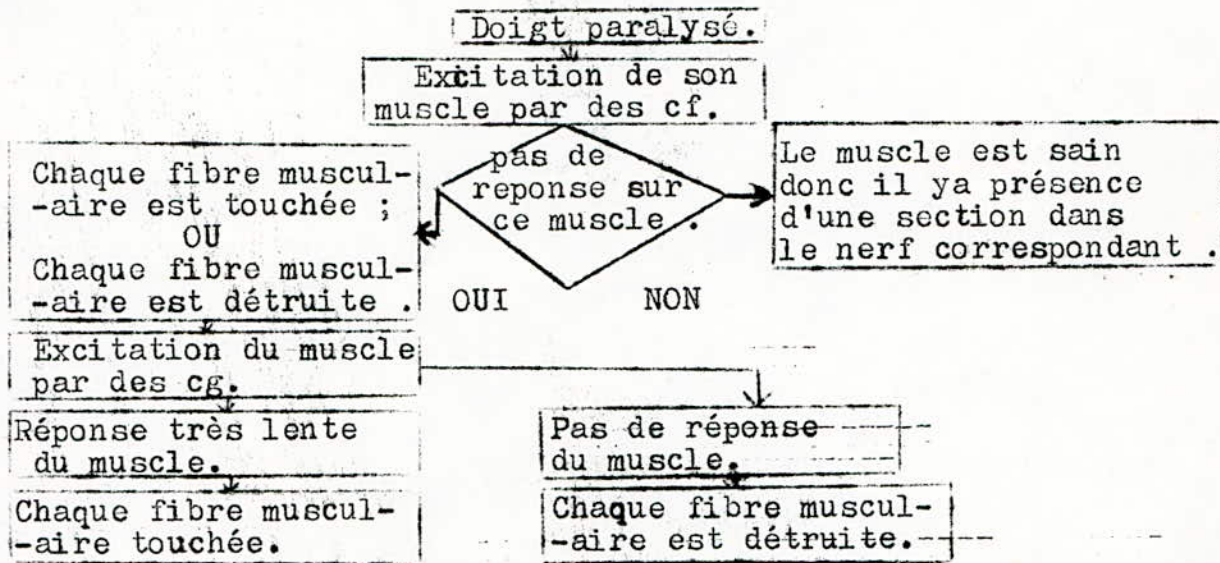 Doigt paralysé.
Excitation de son
muscle par des cf.
pas de
reponse sur
ce muscle .
OUI
NON
Le muscle est sain
donc il ya présence
d'une section dans
le nerf correspondant .
Chaque fibre muscul-
-aire est touchée ;
OU
Chaque fibre muscul-
-aire est détruite .
Excitation du muscle
par des cg.
Réponse très lente
du muscle.
Chaque fibre muscul-
-aire touchée.
Pas de réponse
du muscle.
Chaque fibre muscul-
-aire est détruite.